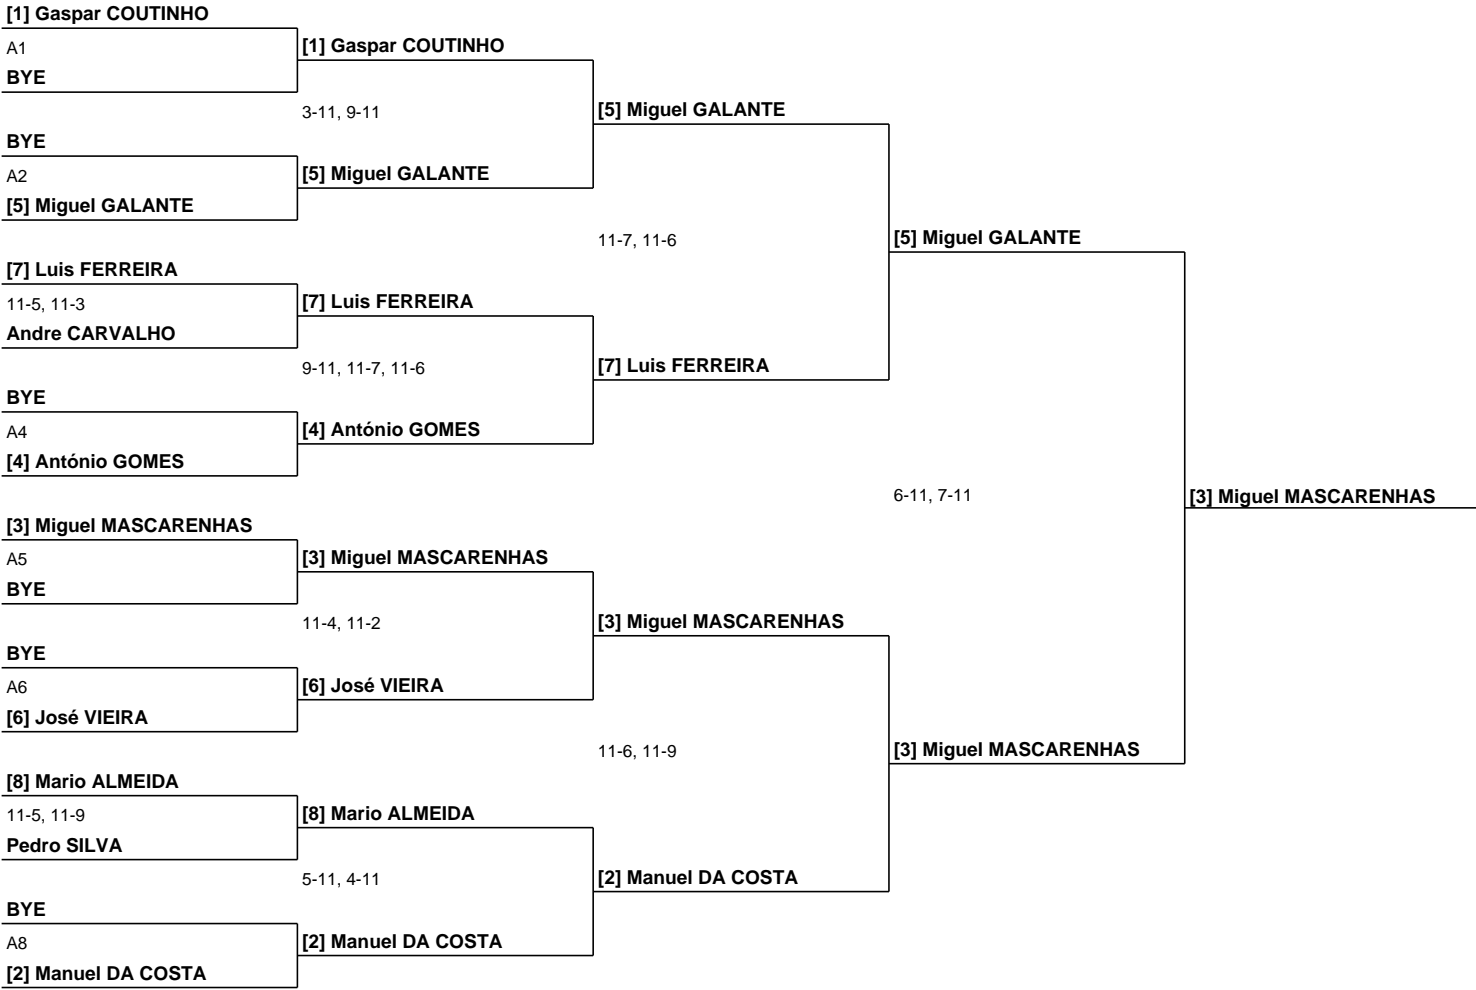 [1] Gaspar COUTINHO
A1
BYE
BYE
A2
[5] Miguel GALANTE
[7] Luis FERREIRA
11-5, 11-3
Andre CARVALHO
BYE
A4
[4] António GOMES
[3] Miguel MASCARENHAS
A5
BYE
BYE
A6
[6] José VIEIRA
[8] Mario ALMEIDA
11-5, 11-9
Pedro SILVA
BYE
A8
[2] Manuel DA COSTA
[1] Gaspar COUTINHO
3-11, 9-11
[5] Miguel GALANTE
[7] Luis FERREIRA
9-11, 11-7, 11-6
[4] António GOMES
[3] Miguel MASCARENHAS
11-4, 11-2
[6] José VIEIRA
[8] Mario ALMEIDA
5-11, 4-11
[2] Manuel DA COSTA
[5] Miguel GALANTE
11-7, 11-6
[7] Luis FERREIRA
[3] Miguel MASCARENHAS
11-6, 11-9
[2] Manuel DA COSTA
[5] Miguel GALANTE
6-11, 7-11
[3] Miguel MASCARENHAS
[3] Miguel MASCARENHAS